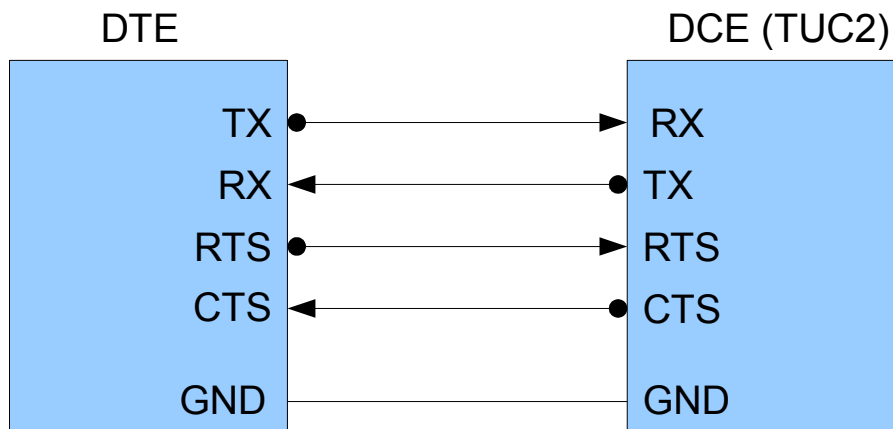 DTE DCE (TUC2)
TX RX
RX TX
RTS RTS
CTS CTS
GND GND